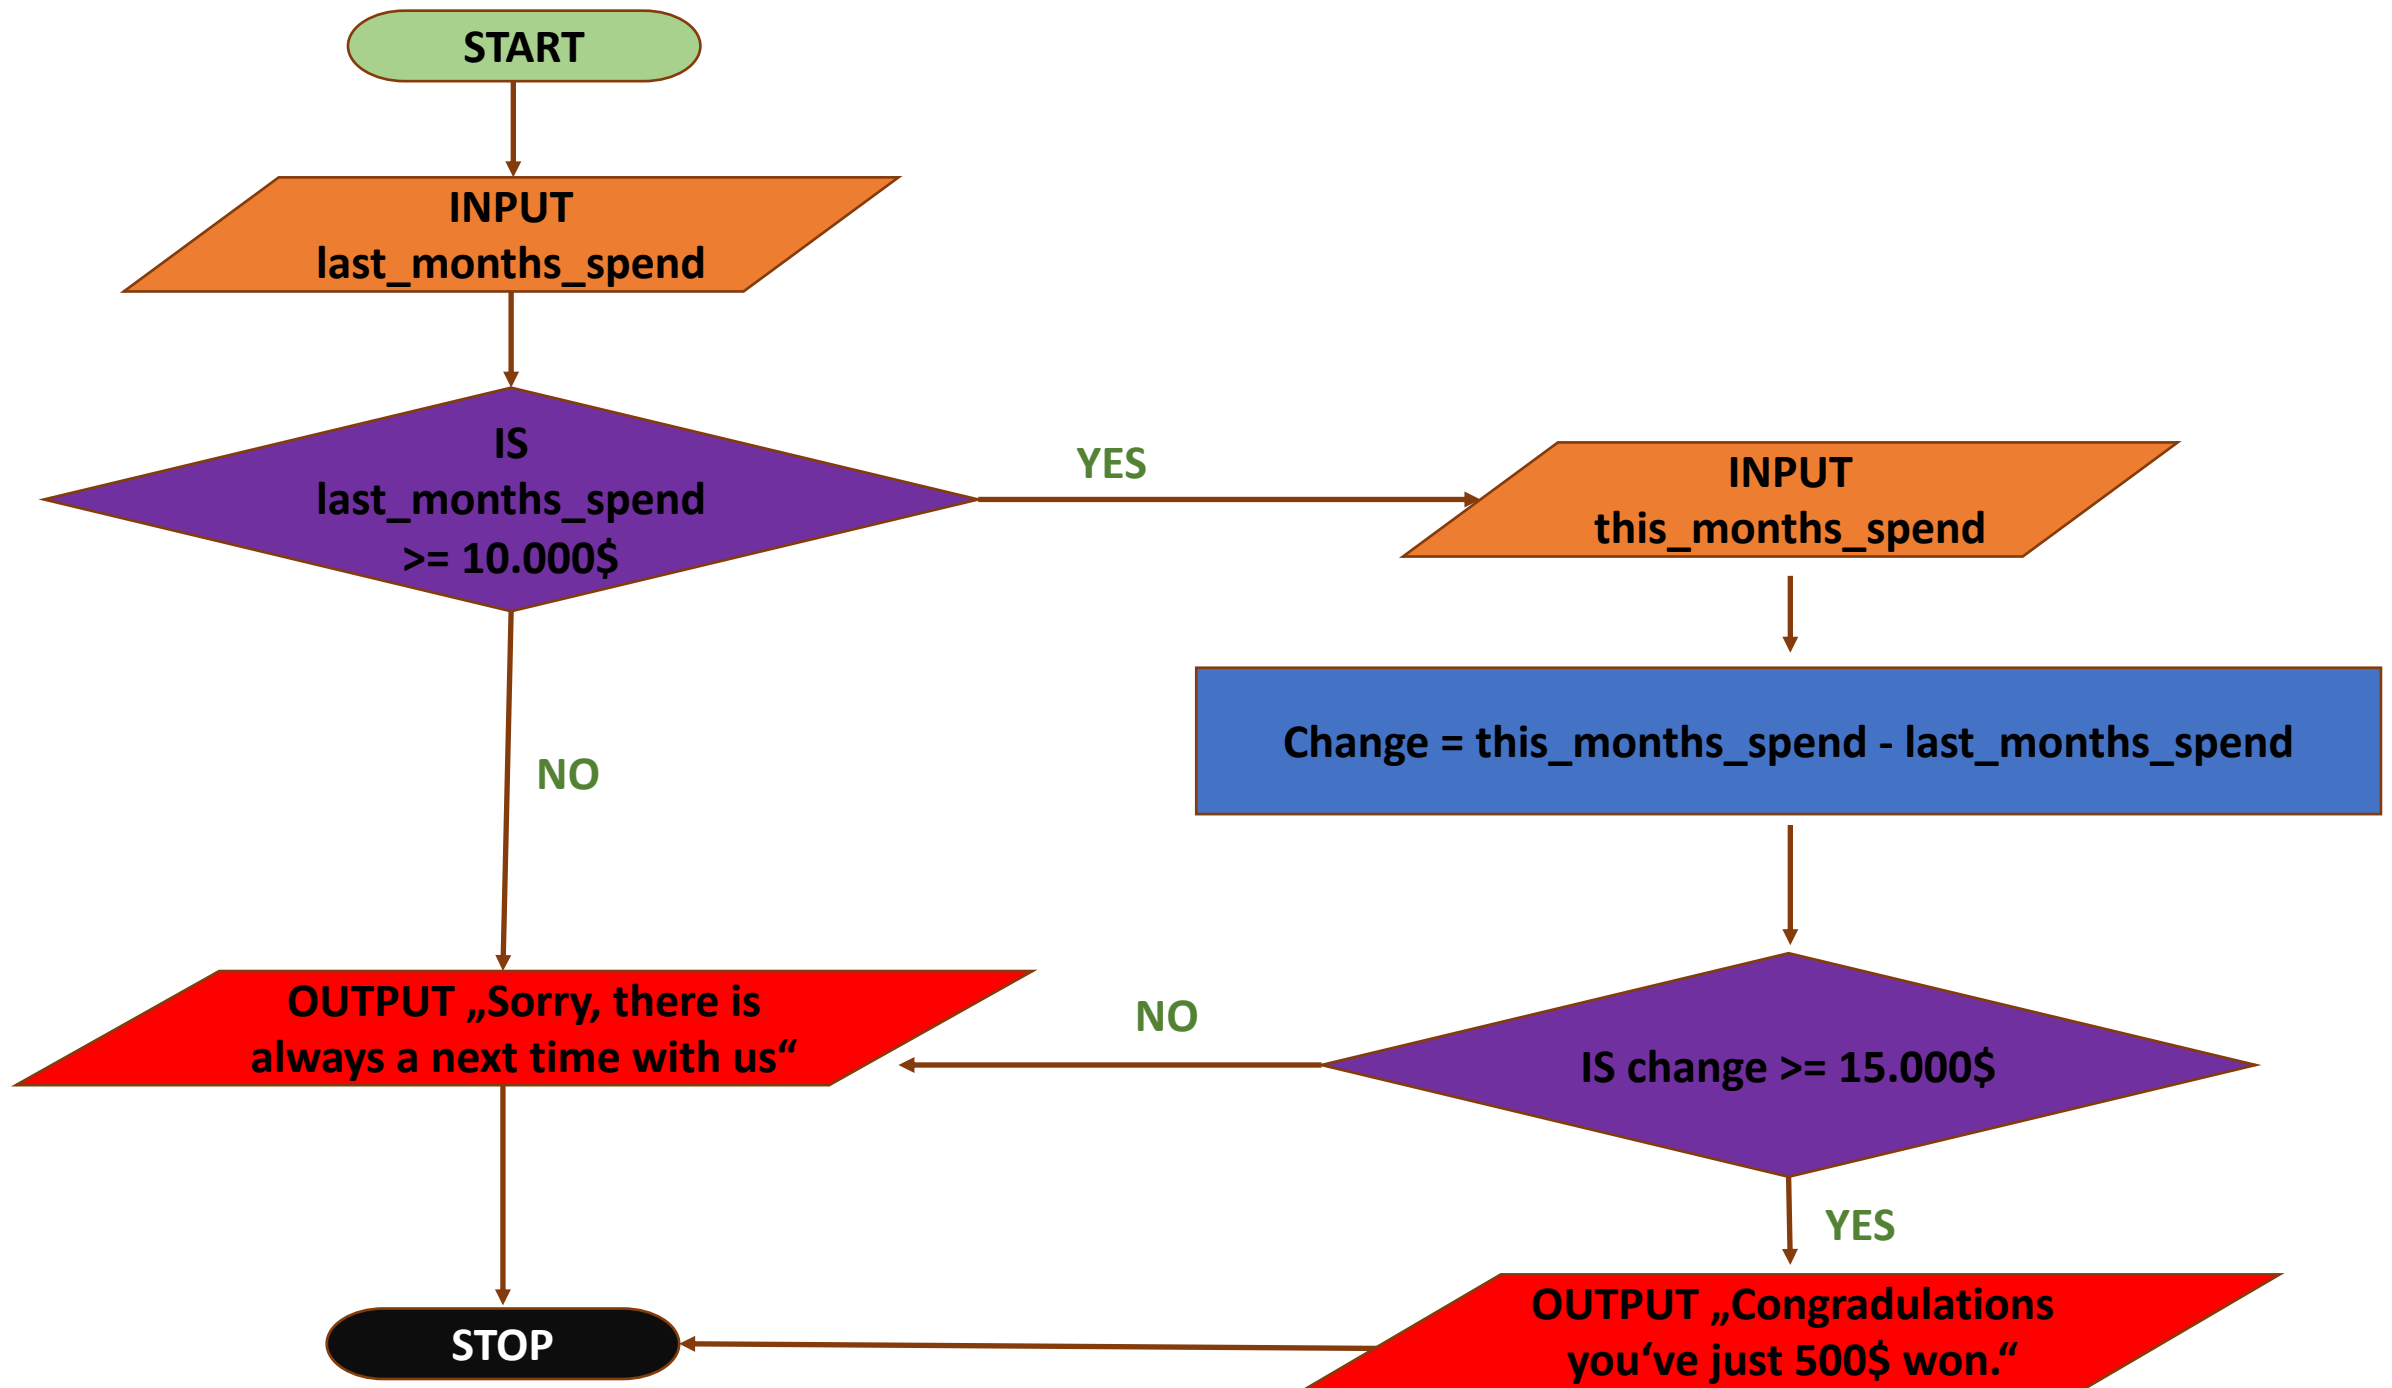 START
INPUT
last_months_spend
IS
last_months_spend
>= 10.000$
YES
INPUT
this_months_spend
Change = this_months_spend - last_months_spend
NO
OUTPUT „Sorry, there is
always a next time with us“
NO
IS change >= 15.000$
YES
OUTPUT „Congradulations
you‘ve just 500$ won.“
STOP